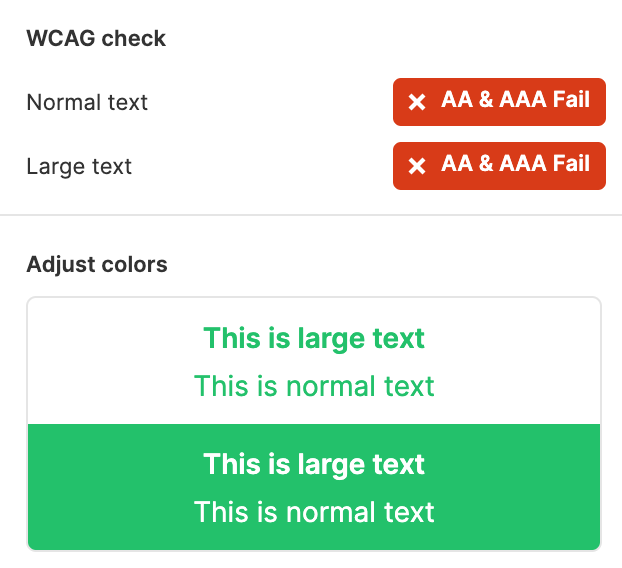 WCAG check
Normal text
✕ AA & AAA Fail
Large text
✕ AA & AAA Fail
Adjust colors
This is large text
This is normal text
This is large text
This is normal text